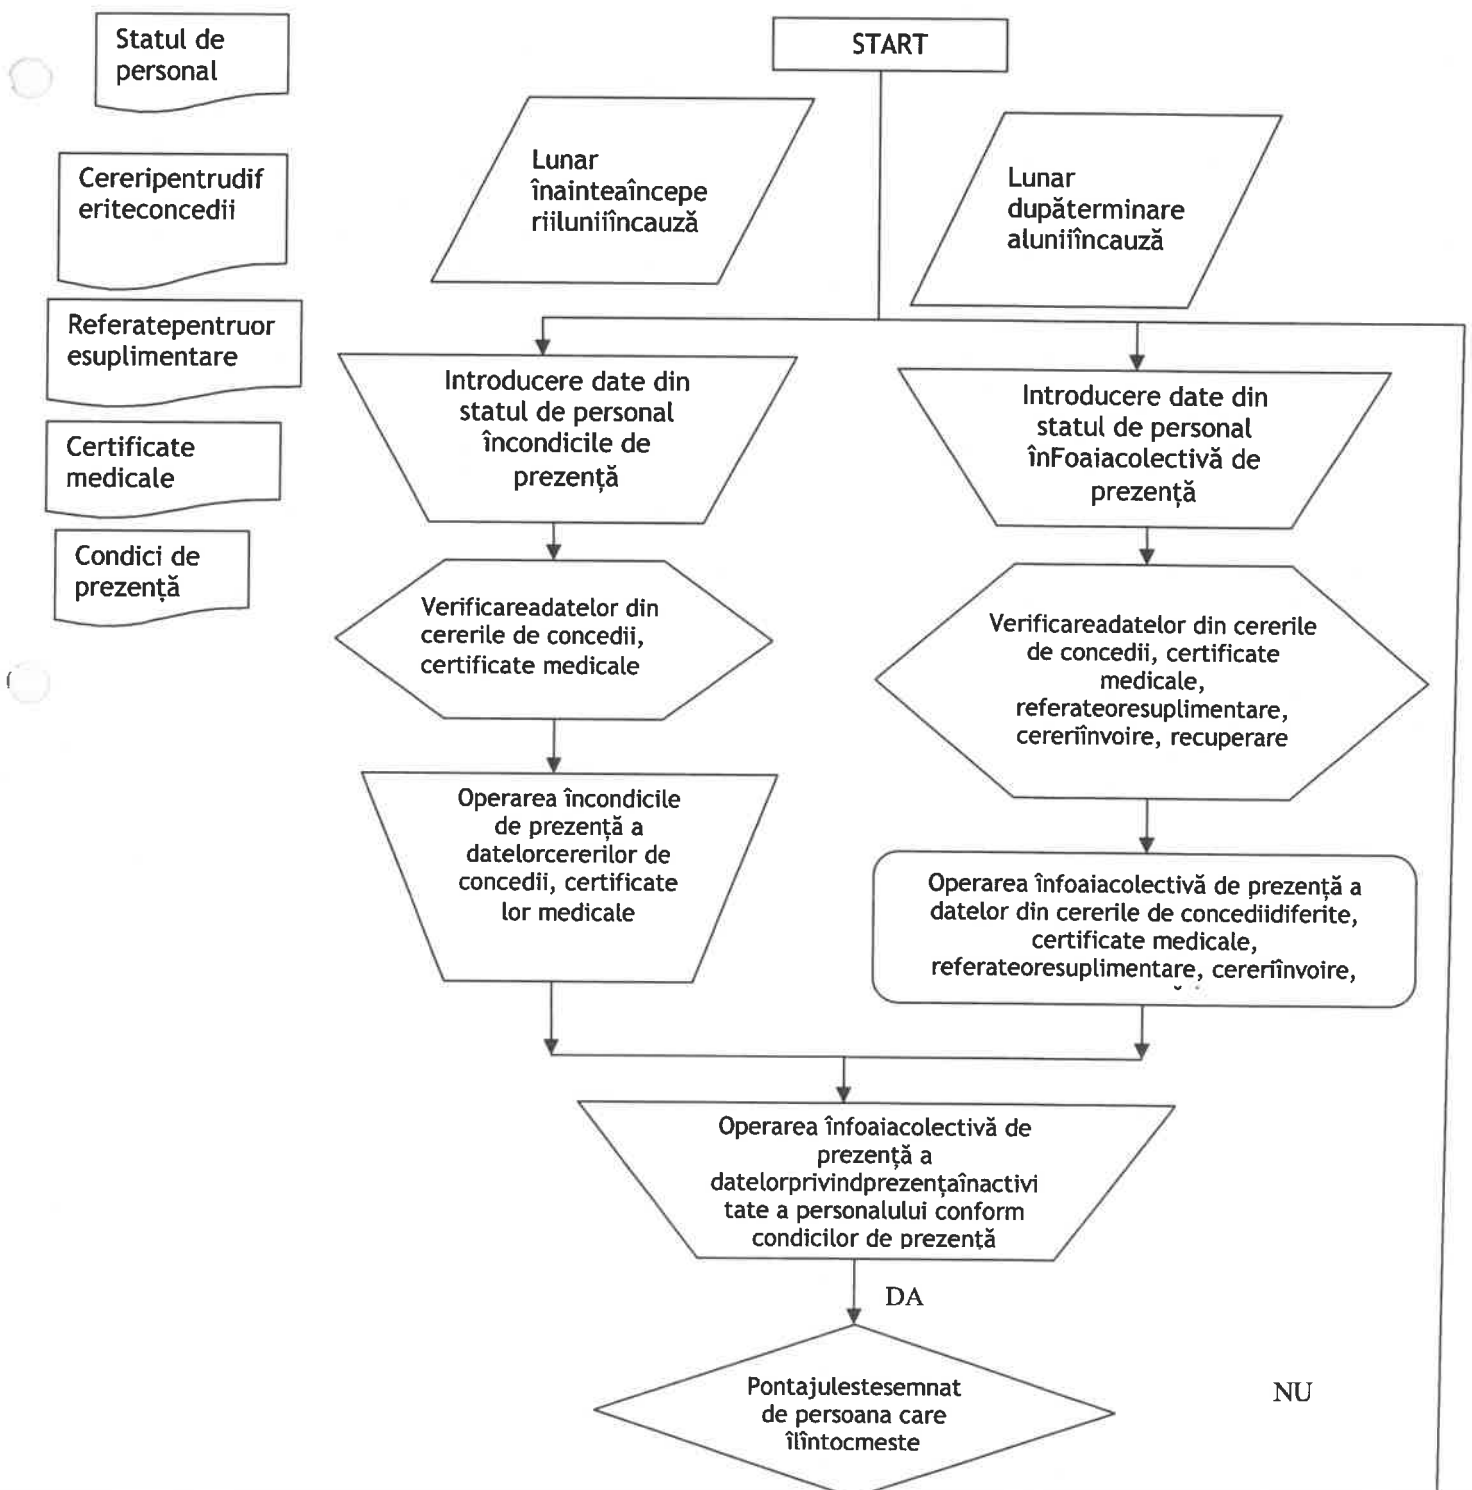 Statul de
personal
Cereripentrudif
eriteconcedii
Referatepentruor
esuplimentare
Certificate
medicale
Condici de
prezență
START
Lunar
înainteaîncepe
riiluniiîncauză
Lunar
dupăterminare
aluniiîncauză
Introducere date din
statul de personal
încondicile de
prezență
Introducere date din
statul de personal
înFoaiacolectivă de
prezență
Verificareadatelor din
cererile de concedii,
certificate medicale
Verificareadatelor din cererile
de concedii, certificate
medicale,
referateoresuplimentare,
cereriînvoire, recuperare
Operarea încondicile
de prezență a
datelorcererilor de
concedii, certificate
lor medicale
Operarea înfoaiacolectivă de prezență a
datelor din cererile de concediidiferite,
certificate medicale,
referateoresuplimentare, cereriînvoire,
Operarea înfoaiacolectivă de
prezență a
datelorprivindprezențaînactivi
tate a personalului conform
condicilor de prezență
DA
Pontajulestesemnat
de persoana care
îlîntocmeste
NU